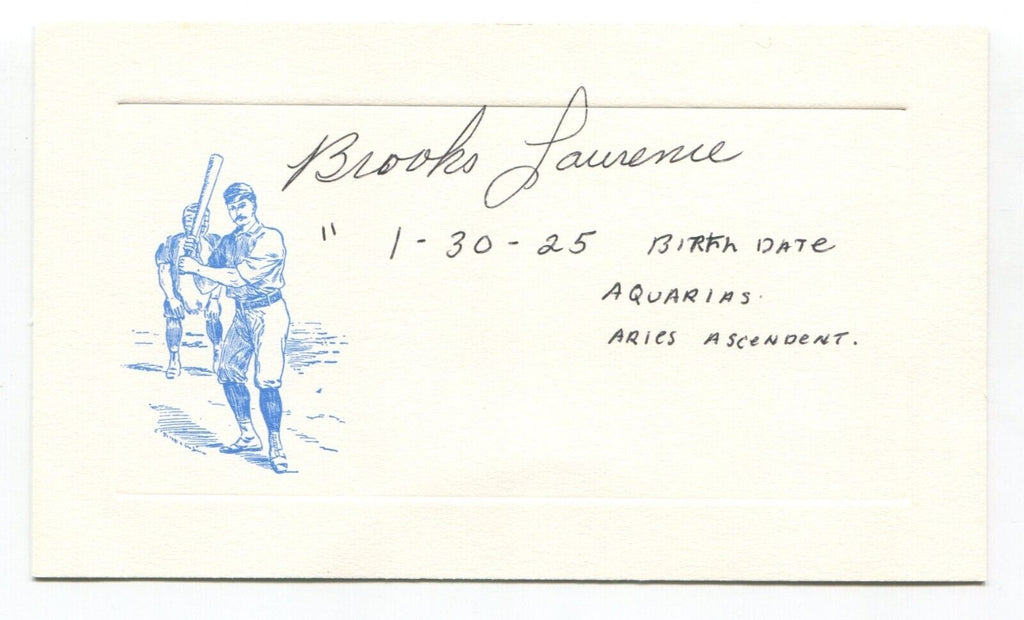 Brooks Lawrence
" 1-30-25 BIRTH DATE
AQUARIAS.
ARIES ASCENDENT.